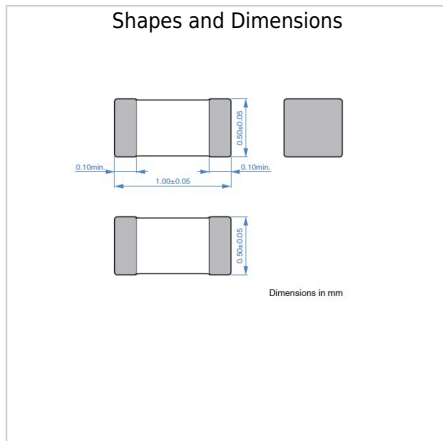 Shapes and Dimensions
0.50±0.05
0.10min.
0.10min.
1.00±0.05
0.50±0.05
Dimensions in mm